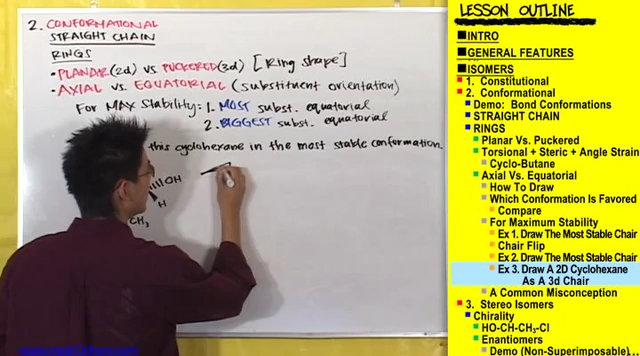 2. CONFORMATIONAL
STRAIGHT CHAIN
RINGS
• PLANAR (2d) vs PUCKERED (3d) [Ring shape]
• AXIAL vs EQUATORIAL (substituent orientation)
For MAX Stability: 1. MOST subst. equatorial
2. BIGGEST subst. equatorial
this cyclohexane in the most stable conformation.
OH
H
CH3
LESSON OUTLINE
INTRO
GENERAL FEATURES
ISOMERS
1. Constitutional
2. Conformational
Demo: Bond Conformations
STRAIGHT CHAIN
RINGS
Planar Vs. Puckered
Torsional + Steric + Angle Strain
Cyclo-Butane
Axial Vs. Equatorial
How To Draw
Which Conformation Is Favored
Compare
For Maximum Stability
Ex 1. Draw The Most Stable Chair
Chair Flip
Ex 2. Draw The Most Stable Chair
Ex 3. Draw A 2D Cyclohexane
As A 3d Chair
A Common Misconception
3. Stereo Isomers
Chirality
HO-CH-CH3-Cl
Enantiomers
Demo (Non-Superimposable)